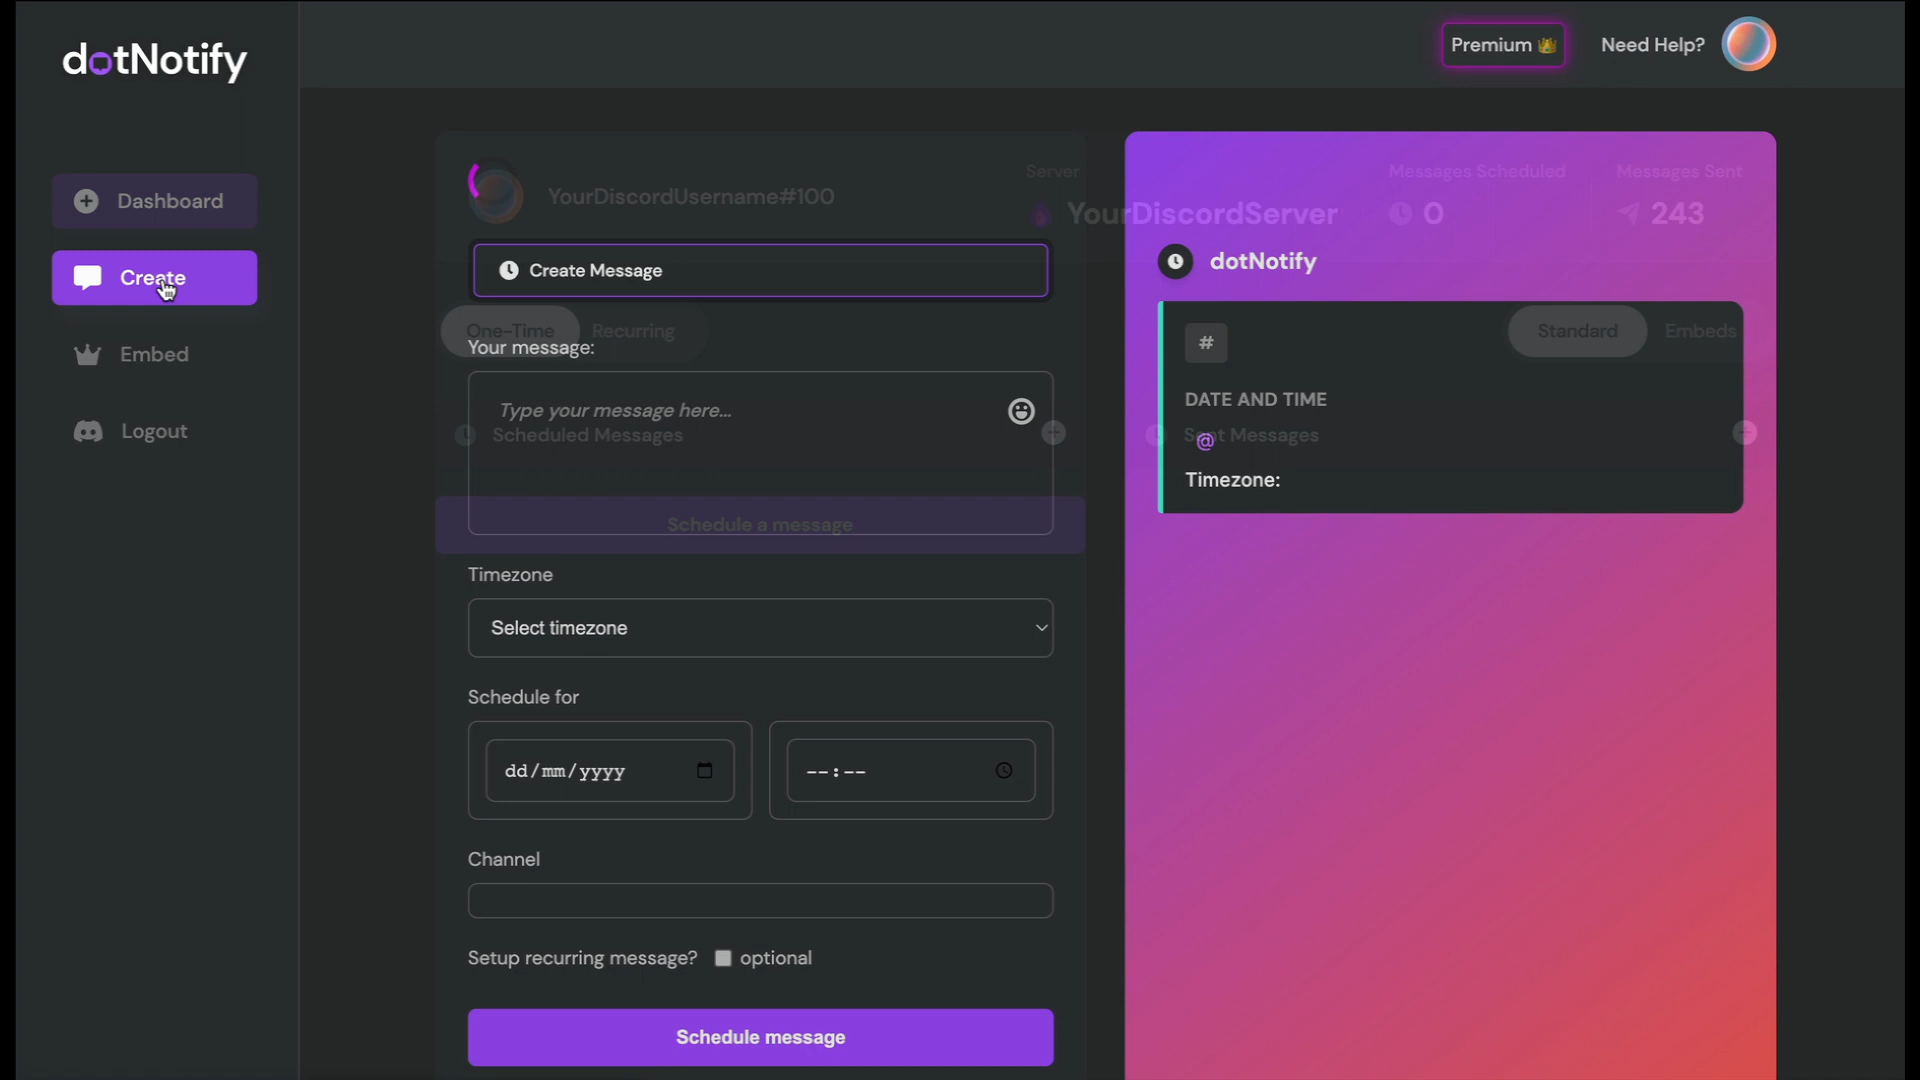 dotNotify
Premium 👑
Need Help?
Dashboard
Create
Embed
Logout
YourDiscordUsername#100
Server
YourDiscordServer
Messages Scheduled
0
Messages Sent
243
Create Message
dotNotify
One-Time
Recurring
Standard
Embeds
Your message:
#
Type your message here...
DATE AND TIME
Scheduled Messages
Sent Messages
@
Timezone:
Schedule a message
Timezone
Select timezone
Schedule for
dd/mm/yyyy
--:--
Channel
Setup recurring message? optional
Schedule message